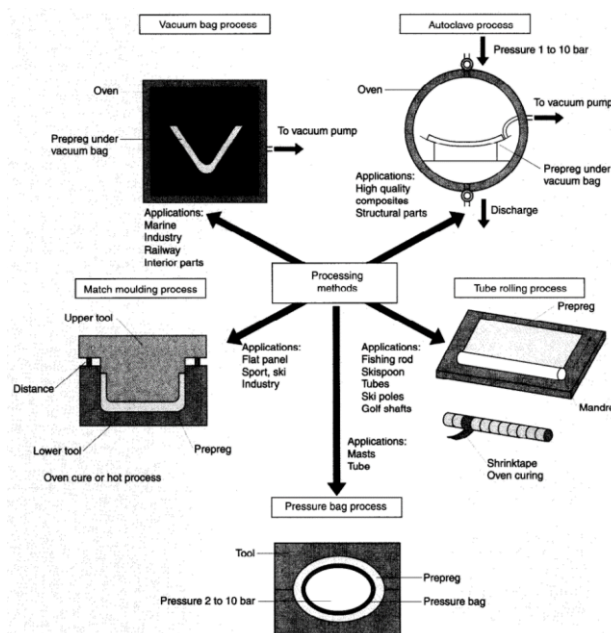 Vacuum bag process
Oven
Prepreg under
vacuum bag
To vacuum pump
Applications:
Marine
Industry
Railway
Interior parts
Autoclave process
Pressure 1 to 10 bar
Oven
To vacuum pump
Prepreg under
vacuum bag
Applications:
High quality
composites
Structural parts
Discharge
Processing
methods
Match moulding process
Upper tool
Distance
Lower tool
Prepreg
Oven cure or hot process
Applications:
Flat panel
Sport, ski
Industry
Applications:
Fishing rod
Skispoon
Tubes
Ski poles
Golf shafts
Tube rolling process
Prepreg
Mandre
Shrinktape
Oven curing
Applications:
Masts
Tube
Pressure bag process
Tool
Prepreg
Pressure 2 to 10 bar
Pressure bag